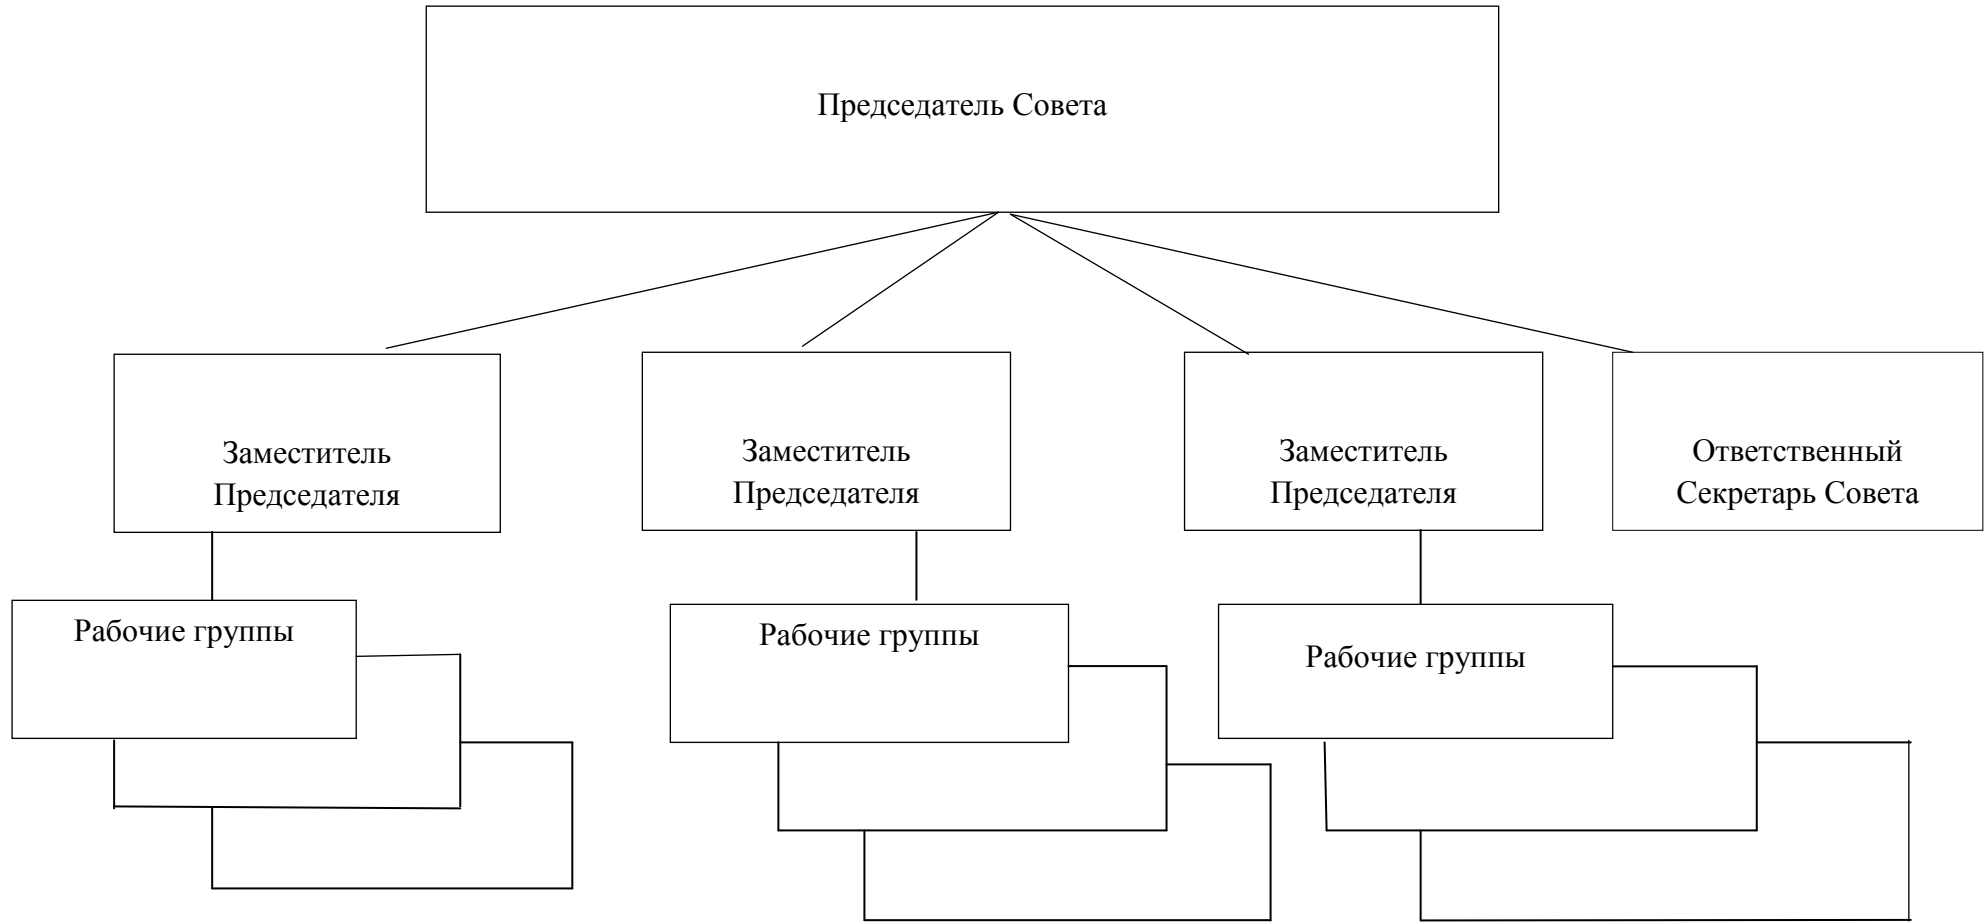 Председатель Совета
Заместитель
Председателя
Заместитель
Председателя
Заместитель
Председателя
Ответственный
Секретарь Совета
Рабочие группы
Рабочие группы
Рабочие группы